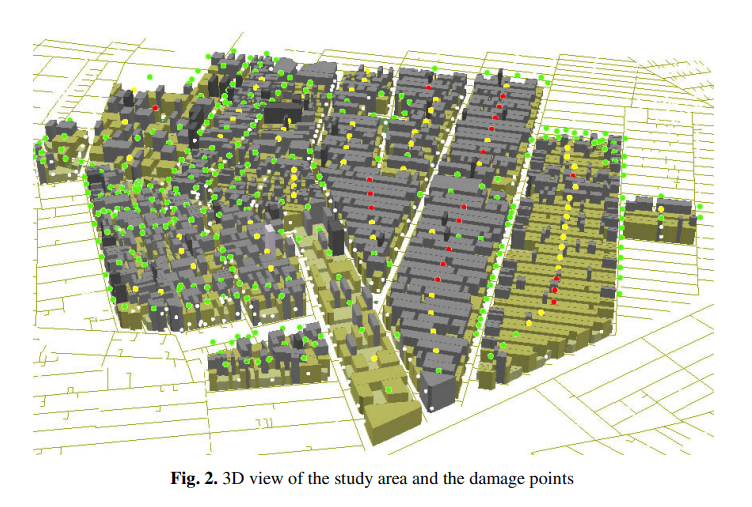 Fig. 2. 3D view of the study area and the damage points